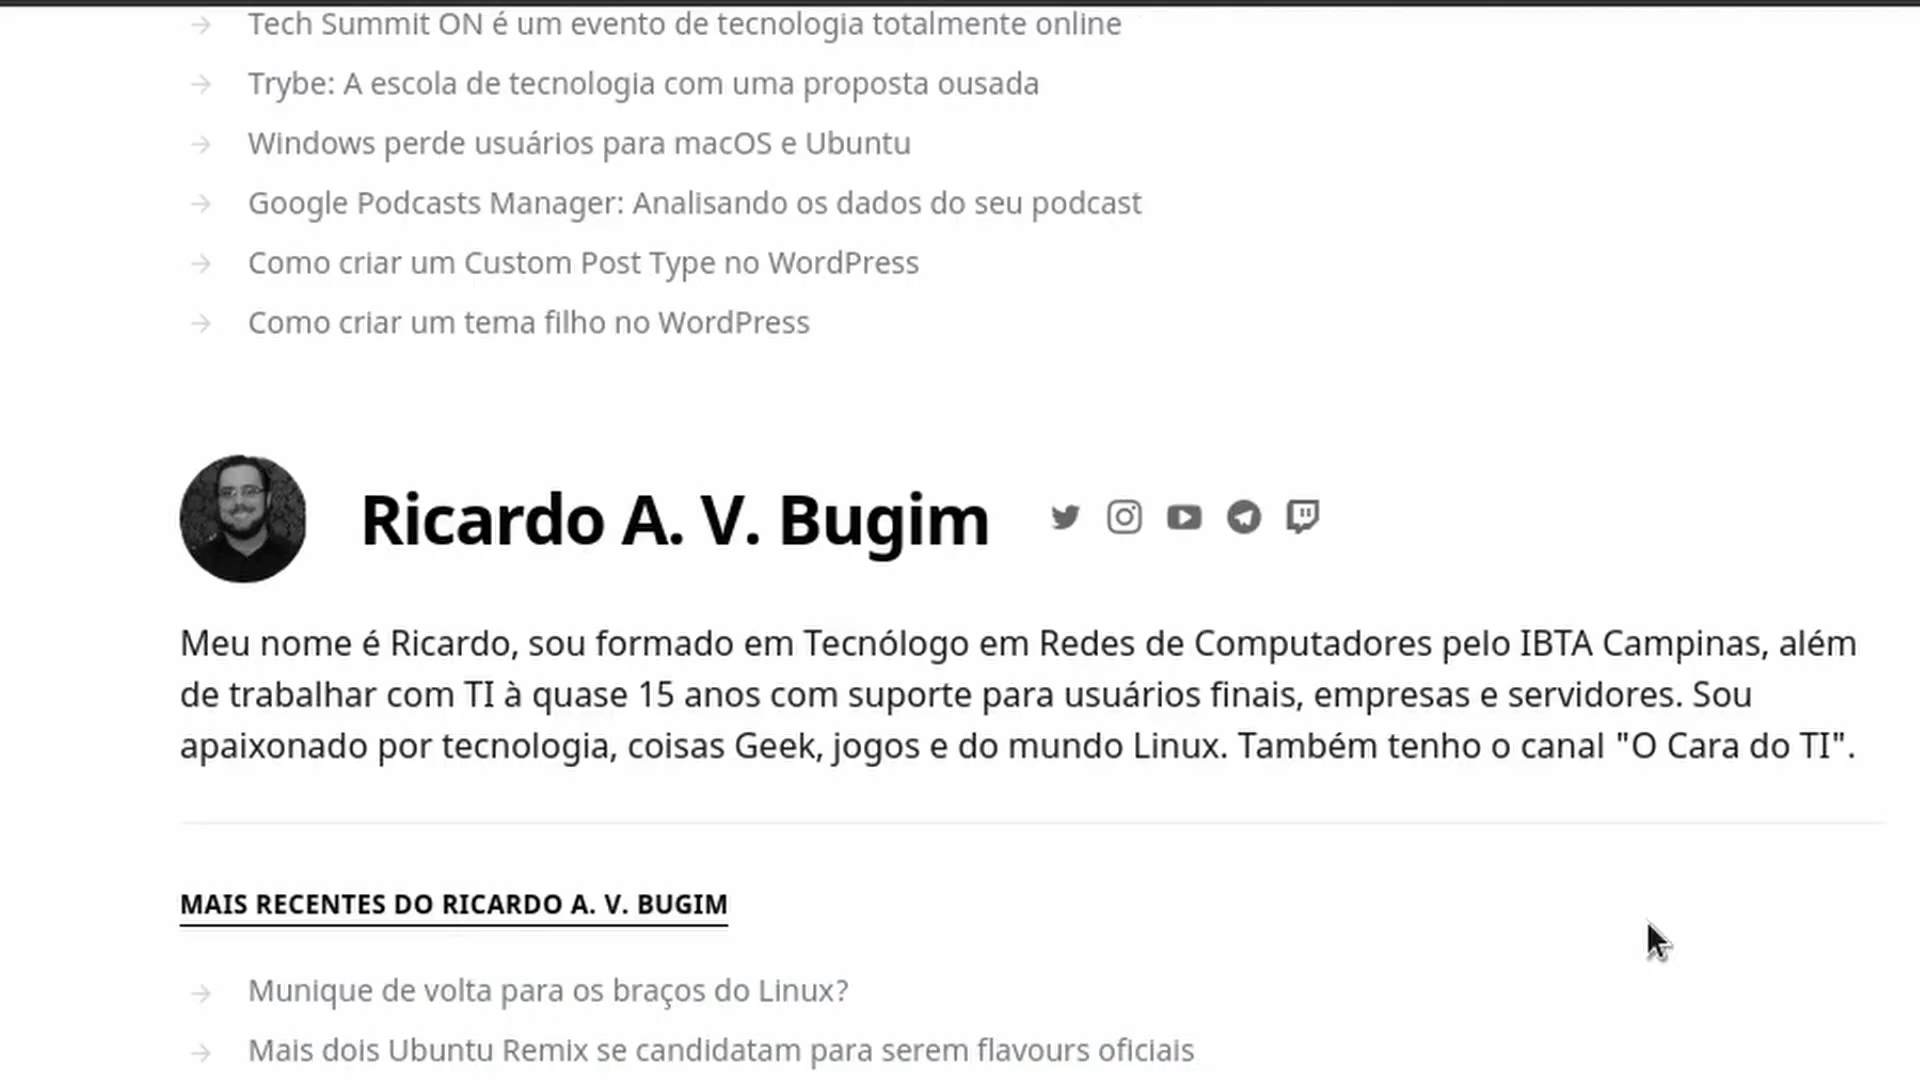 Tech Summit ON é um evento de tecnologia totalmente online
Trybe: A escola de tecnologia com uma proposta ousada
Windows perde usuários para macOS e Ubuntu
Google Podcasts Manager: Analisando os dados do seu podcast
Como criar um Custom Post Type no WordPress
Como criar um tema filho no WordPress
Ricardo A. V. Bugim
Meu nome é Ricardo, sou formado em Tecnólogo em Redes de Computadores pelo IBTA Campinas, além
de trabalhar com TI à quase 15 anos com suporte para usuários finais, empresas e servidores. Sou
apaixonado por tecnologia, coisas Geek, jogos e do mundo Linux. Também tenho o canal "O Cara do TI".
MAIS RECENTES DO RICARDO A. V. BUGIM
Munique de volta para os braços do Linux?
Mais dois Ubuntu Remix se candidatam para serem flavours oficiais